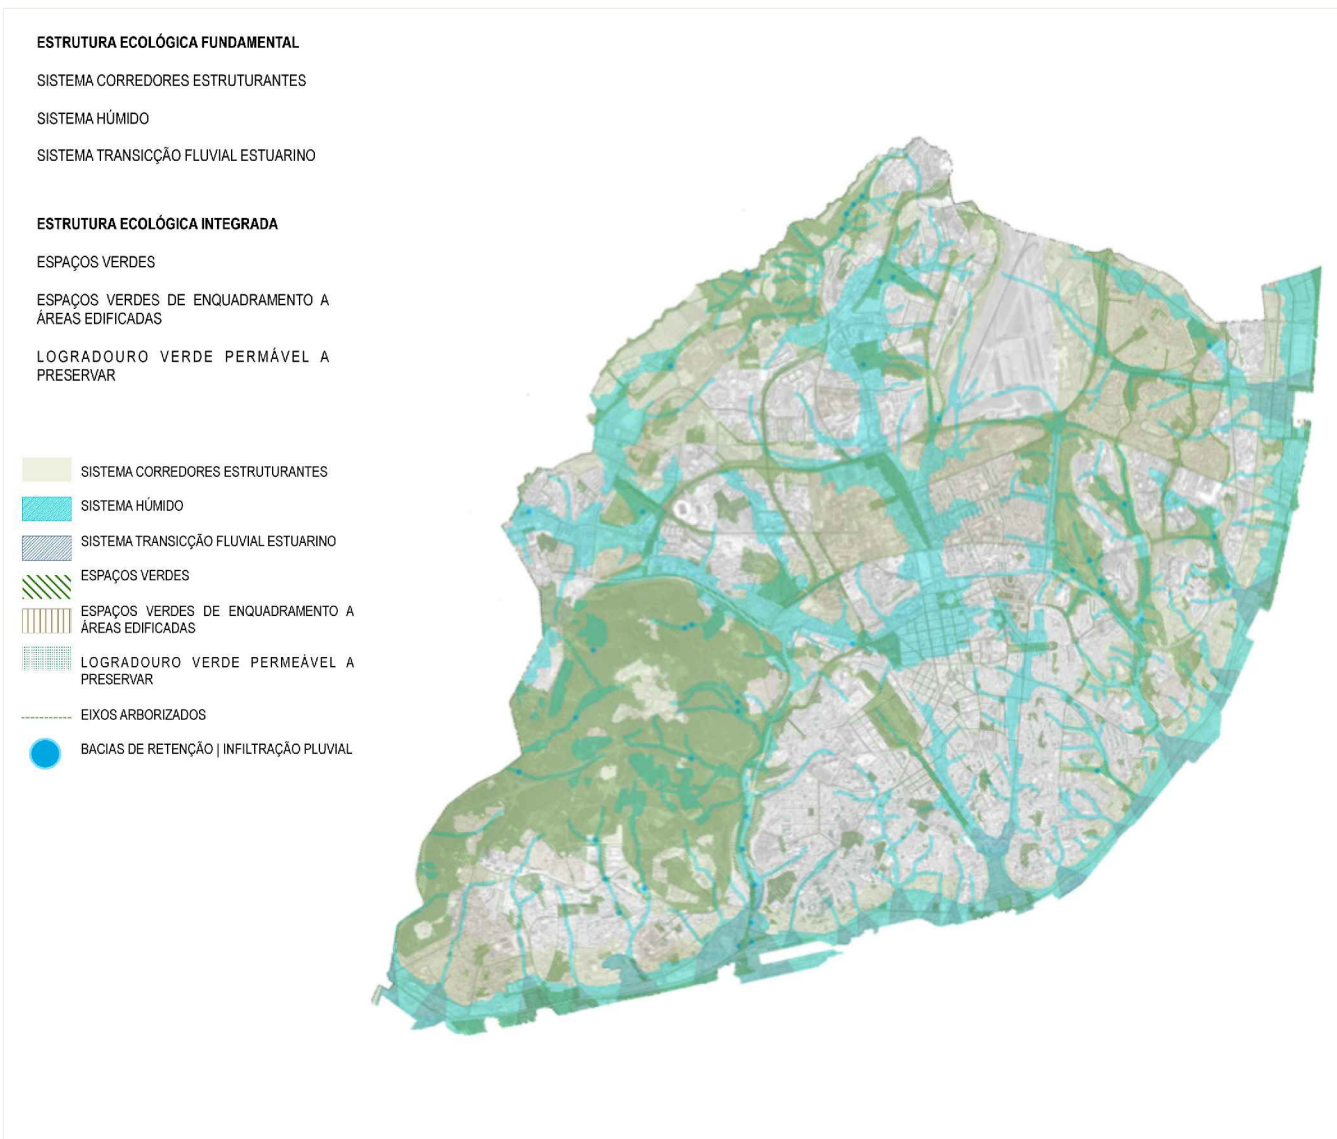 ESTRUTURA ECOLÓGICA FUNDAMENTAL
SISTEMA CORREDORES ESTRUTURANTES
SISTEMA HÚMIDO
SISTEMA TRANSICÇÃO FLUVIAL ESTUARINO
ESTRUTURA ECOLÓGICA INTEGRADA
ESPAÇOS VERDES
ESPAÇOS VERDES DE ENQUADRAMENTO A
ÁREAS EDIFICADAS
LOGRADOURO VERDE PERMÁVEL A
PRESERVAR
SISTEMA CORREDORES ESTRUTURANTES
SISTEMA HÚMIDO
SISTEMA TRANSICÇÃO FLUVIAL ESTUARINO
ESPAÇOS VERDES
ESPAÇOS VERDES DE ENQUADRAMENTO A
ÁREAS EDIFICADAS
LOGRADOURO VERDE PERMEÁVEL A
PRESERVAR
EIXOS ARBORIZADOS
BACIAS DE RETENÇÃO | INFILTRAÇÃO PLUVIAL